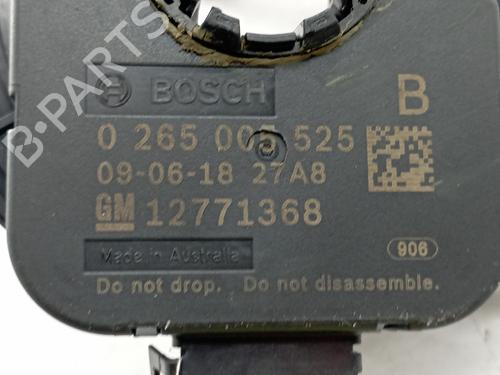 B-PARTS
BOSCH
B
0 265 005 525
09-06-18 27A8
GM 12771368
Made in Australia
906
Do not drop. Do not disassemble.